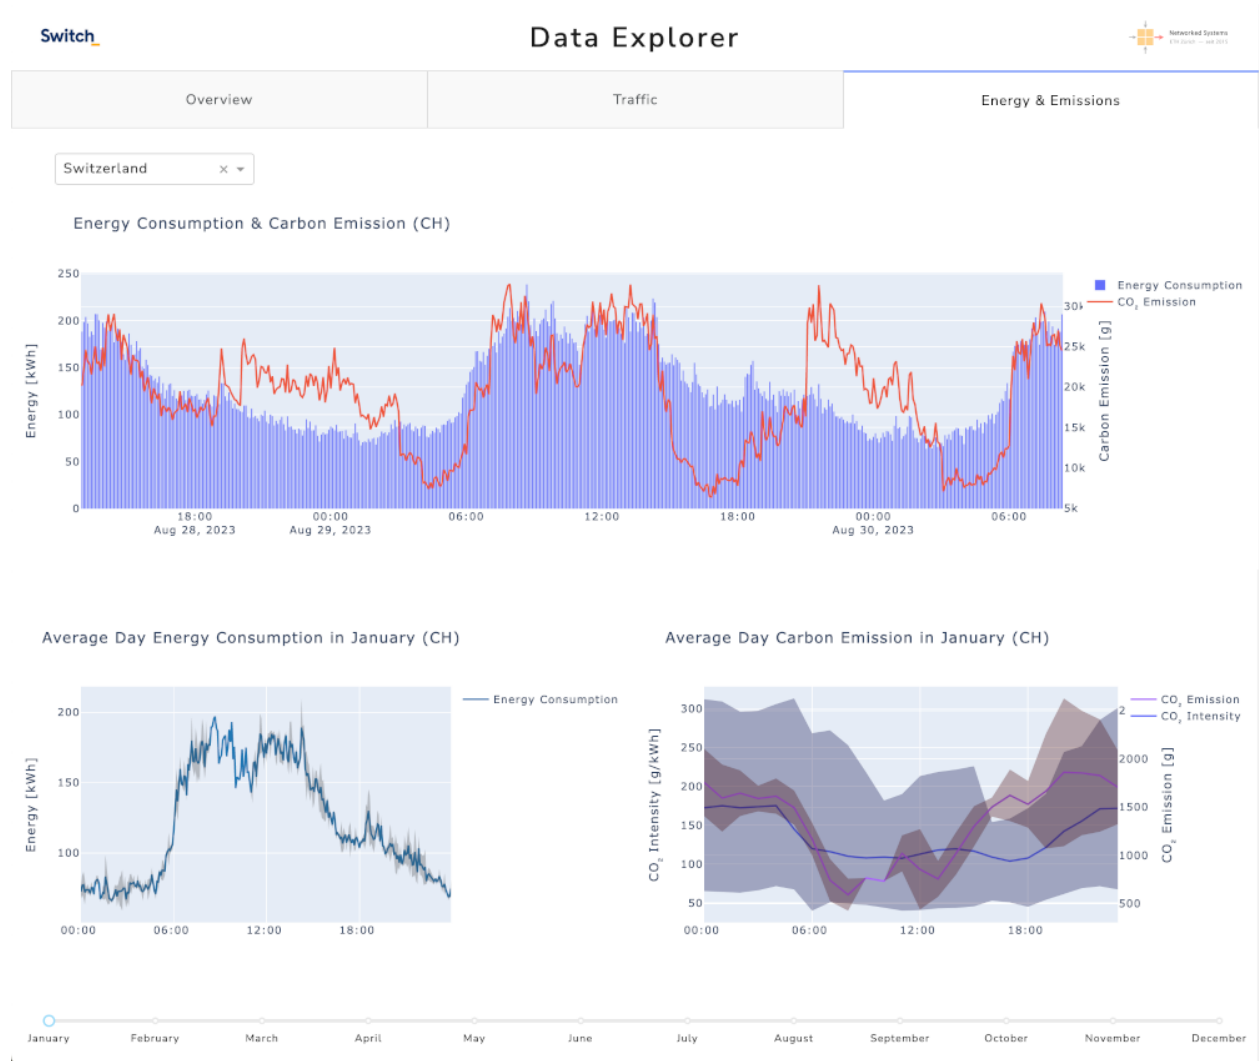 Switch_
Data Explorer
Networked Systems
ETH Zürich — seit 2015
Overview
Traffic
Energy & Emissions
Switzerland × 
Energy Consumption & Carbon Emission (CH)
250
200
150
100
50
0
Energy [kWh]
18:00
Aug 28, 2023
00:00
Aug 29, 2023
06:00
12:00
18:00
00:00
Aug 30, 2023
06:00
30k
25k
20k
15k
10k
5k
Carbon Emission [g]
Energy Consumption
CO₂ Emission
Average Day Energy Consumption in January (CH)
200
150
100
Energy [kWh]
00:00
06:00
12:00
18:00
Energy Consumption
Average Day Carbon Emission in January (CH)
300
250
200
150
100
50
CO₂ Intensity [g/kWh]
00:00
06:00
12:00
18:00
2
2000
1500
1000
500
CO₂ Emission [g]
CO₂ Emission
CO₂ Intensity
January
February
March
April
May
June
July
August
September
October
November
December